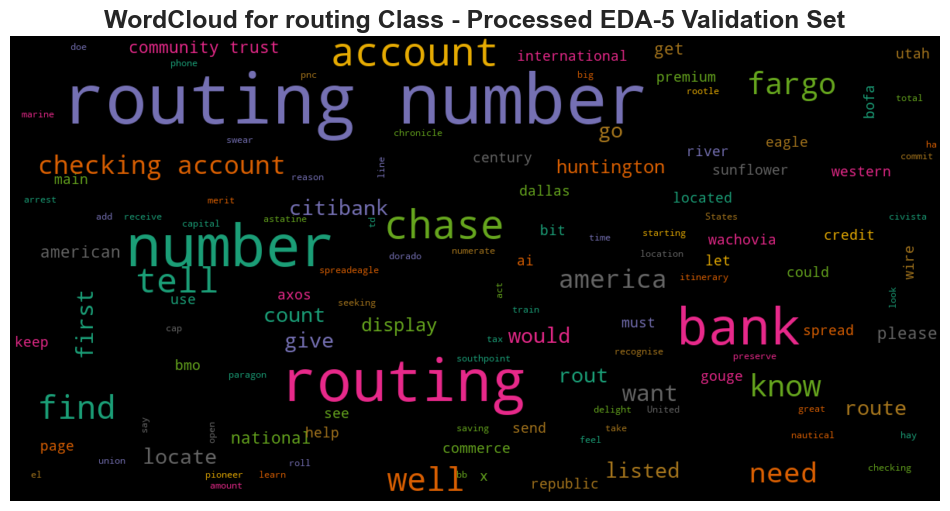 WordCloud for routing Class - Processed EDA-5 Validation Set
doe community trust account international get utah
phone pnc big premium fargo bofa total
routing number rootle
marine chronicle go
swear
checking account line century huntington river eagle sunflower western commit ha
main reason dallas located
arrest merit citibank chase States civista
add receive capital astatine td bit time starting wachovia credit
american number dorado numerate ai location let wire
tell spreadeagle america itinerary could
use axos seeking act look
first count display train must bank spread please
keep cap give tax would recognise preserve
bmo southpoint
paragon routing rout want gouge know
find see delight United great route
say open national help saving send take feel nautical hay
page locate commerce
el union pioneer learn roll well bb x listed need checking
amount republic